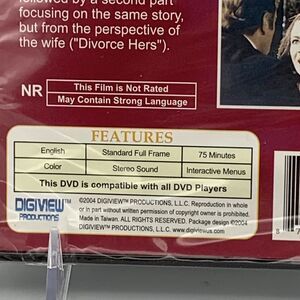 followed by a second part
focusing on the same story,
but from the perspective of
the wife ("Divorce Hers").
NR
This Film is Not Rated
May Contain Strong Language
FEATURES
English Standard Full Frame 75 Minutes
Color Stereo Sound Interactive Menus
This DVD is compatible with all DVD Players
DIGIVIEW™
PRODUCTIONS
©2004 DIGIVIEW™ PRODUCTIONS, L.L.C. Reproduction in whole
or in part without written permission of copyright owner is prohibited.
Made in Taiwan. ALL RIGHTS RESERVED. Package design ©2004
DIGIVIEW™ PRODUCTIONS, L.L.C. www.digiviewus.com
8